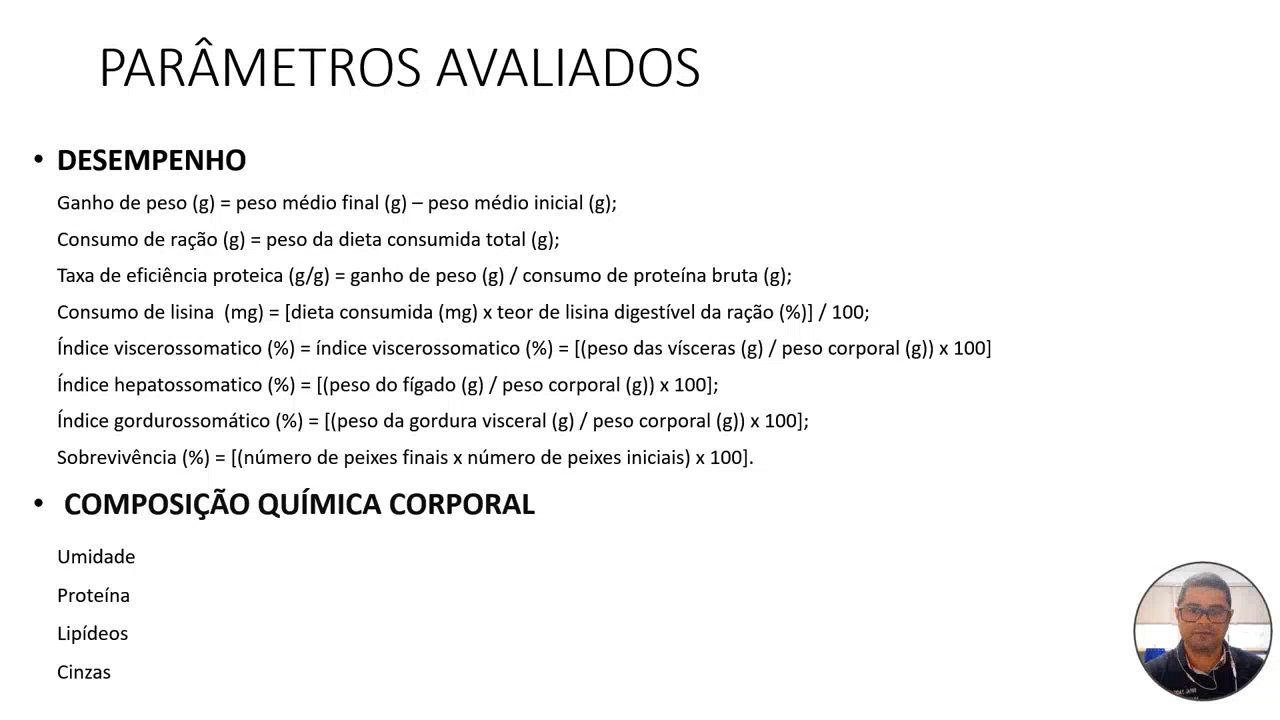 PARÂMETROS AVALIADOS
• DESEMPENHO
Ganho de peso (g) = peso médio final (g) – peso médio inicial (g);
Consumo de ração (g) = peso da dieta consumida total (g);
Taxa de eficiência proteica (g/g) = ganho de peso (g) / consumo de proteína bruta (g);
Consumo de lisina (mg) = [dieta consumida (mg) x teor de lisina digestível da ração (%)] / 100;
Índice viscerossomatico (%) = índice viscerossomatico (%) = [(peso das vísceras (g) / peso corporal (g)) x 100]
Índice hepatossomatico (%) = [(peso do fígado (g) / peso corporal (g)) x 100];
Índice gordurossomático (%) = [(peso da gordura visceral (g) / peso corporal (g)) x 100];
Sobrevivência (%) = [(número de peixes finais x número de peixes iniciais) x 100].
• COMPOSIÇÃO QUÍMICA CORPORAL
Umidade
Proteína
Lipídeos
Cinzas